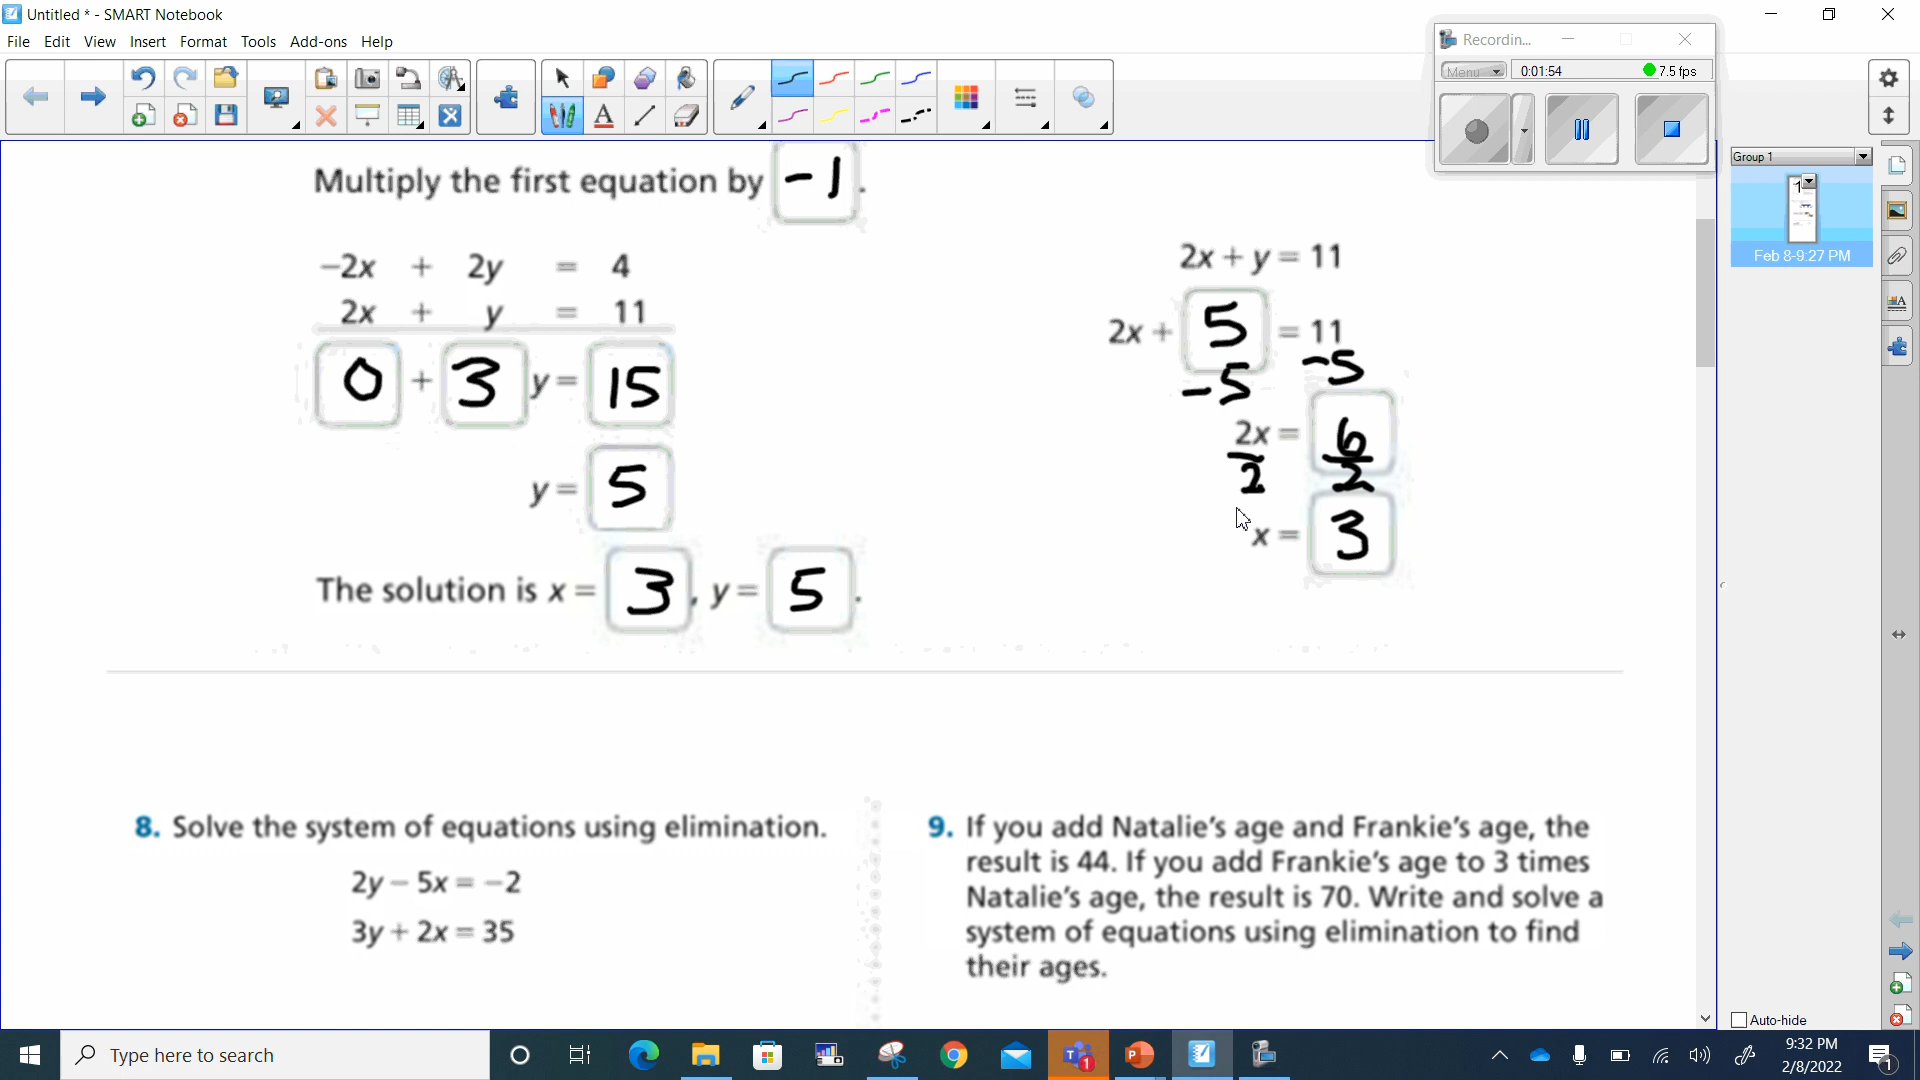 Untitled * - SMART Notebook
File Edit View Insert Format Tools Add-ons Help
Recordin...
Menu 0:01:54 7.5 fps
Group 1
1
Feb 8-9:27 PM
Multiply the first equation by -1.
-2x + 2y = 4
2x + y = 11
0 + 3 y = 15
y = 5
The solution is x = 3, y = 5.
2x + y = 11
2x + 5 = 11
-5 -5
2x = 6
2 2
x = 3
8. Solve the system of equations using elimination.
2y - 5x = -2
3y + 2x = 35
9. If you add Natalie's age and Frankie's age, the
result is 44. If you add Frankie's age to 3 times
Natalie's age, the result is 70. Write and solve a
system of equations using elimination to find
their ages.
Auto-hide
Type here to search
9:32 PM
2/8/2022
1
1